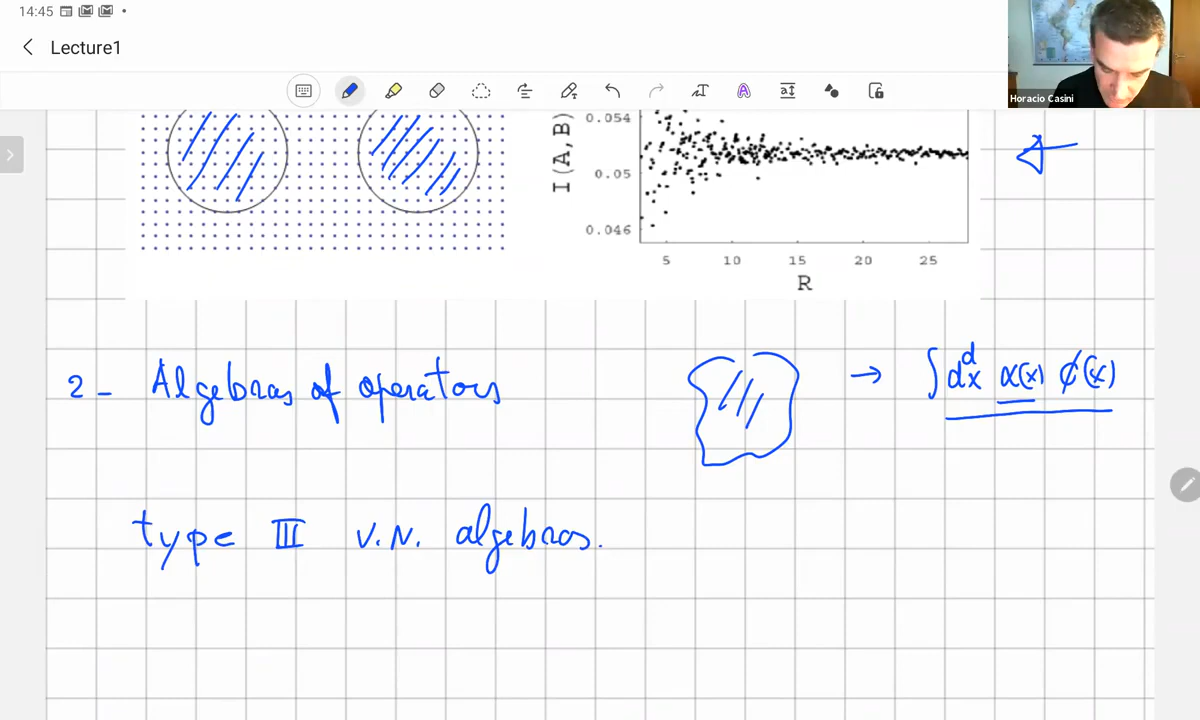 14:45
Lecture1
Horacio Casini
I(A,B)
0.054
0.05
0.046
5 10 15 20 25
R
2 - Algebras of operators → ∫ d^d x α(x) φ(x)
type III v.N. algebras.